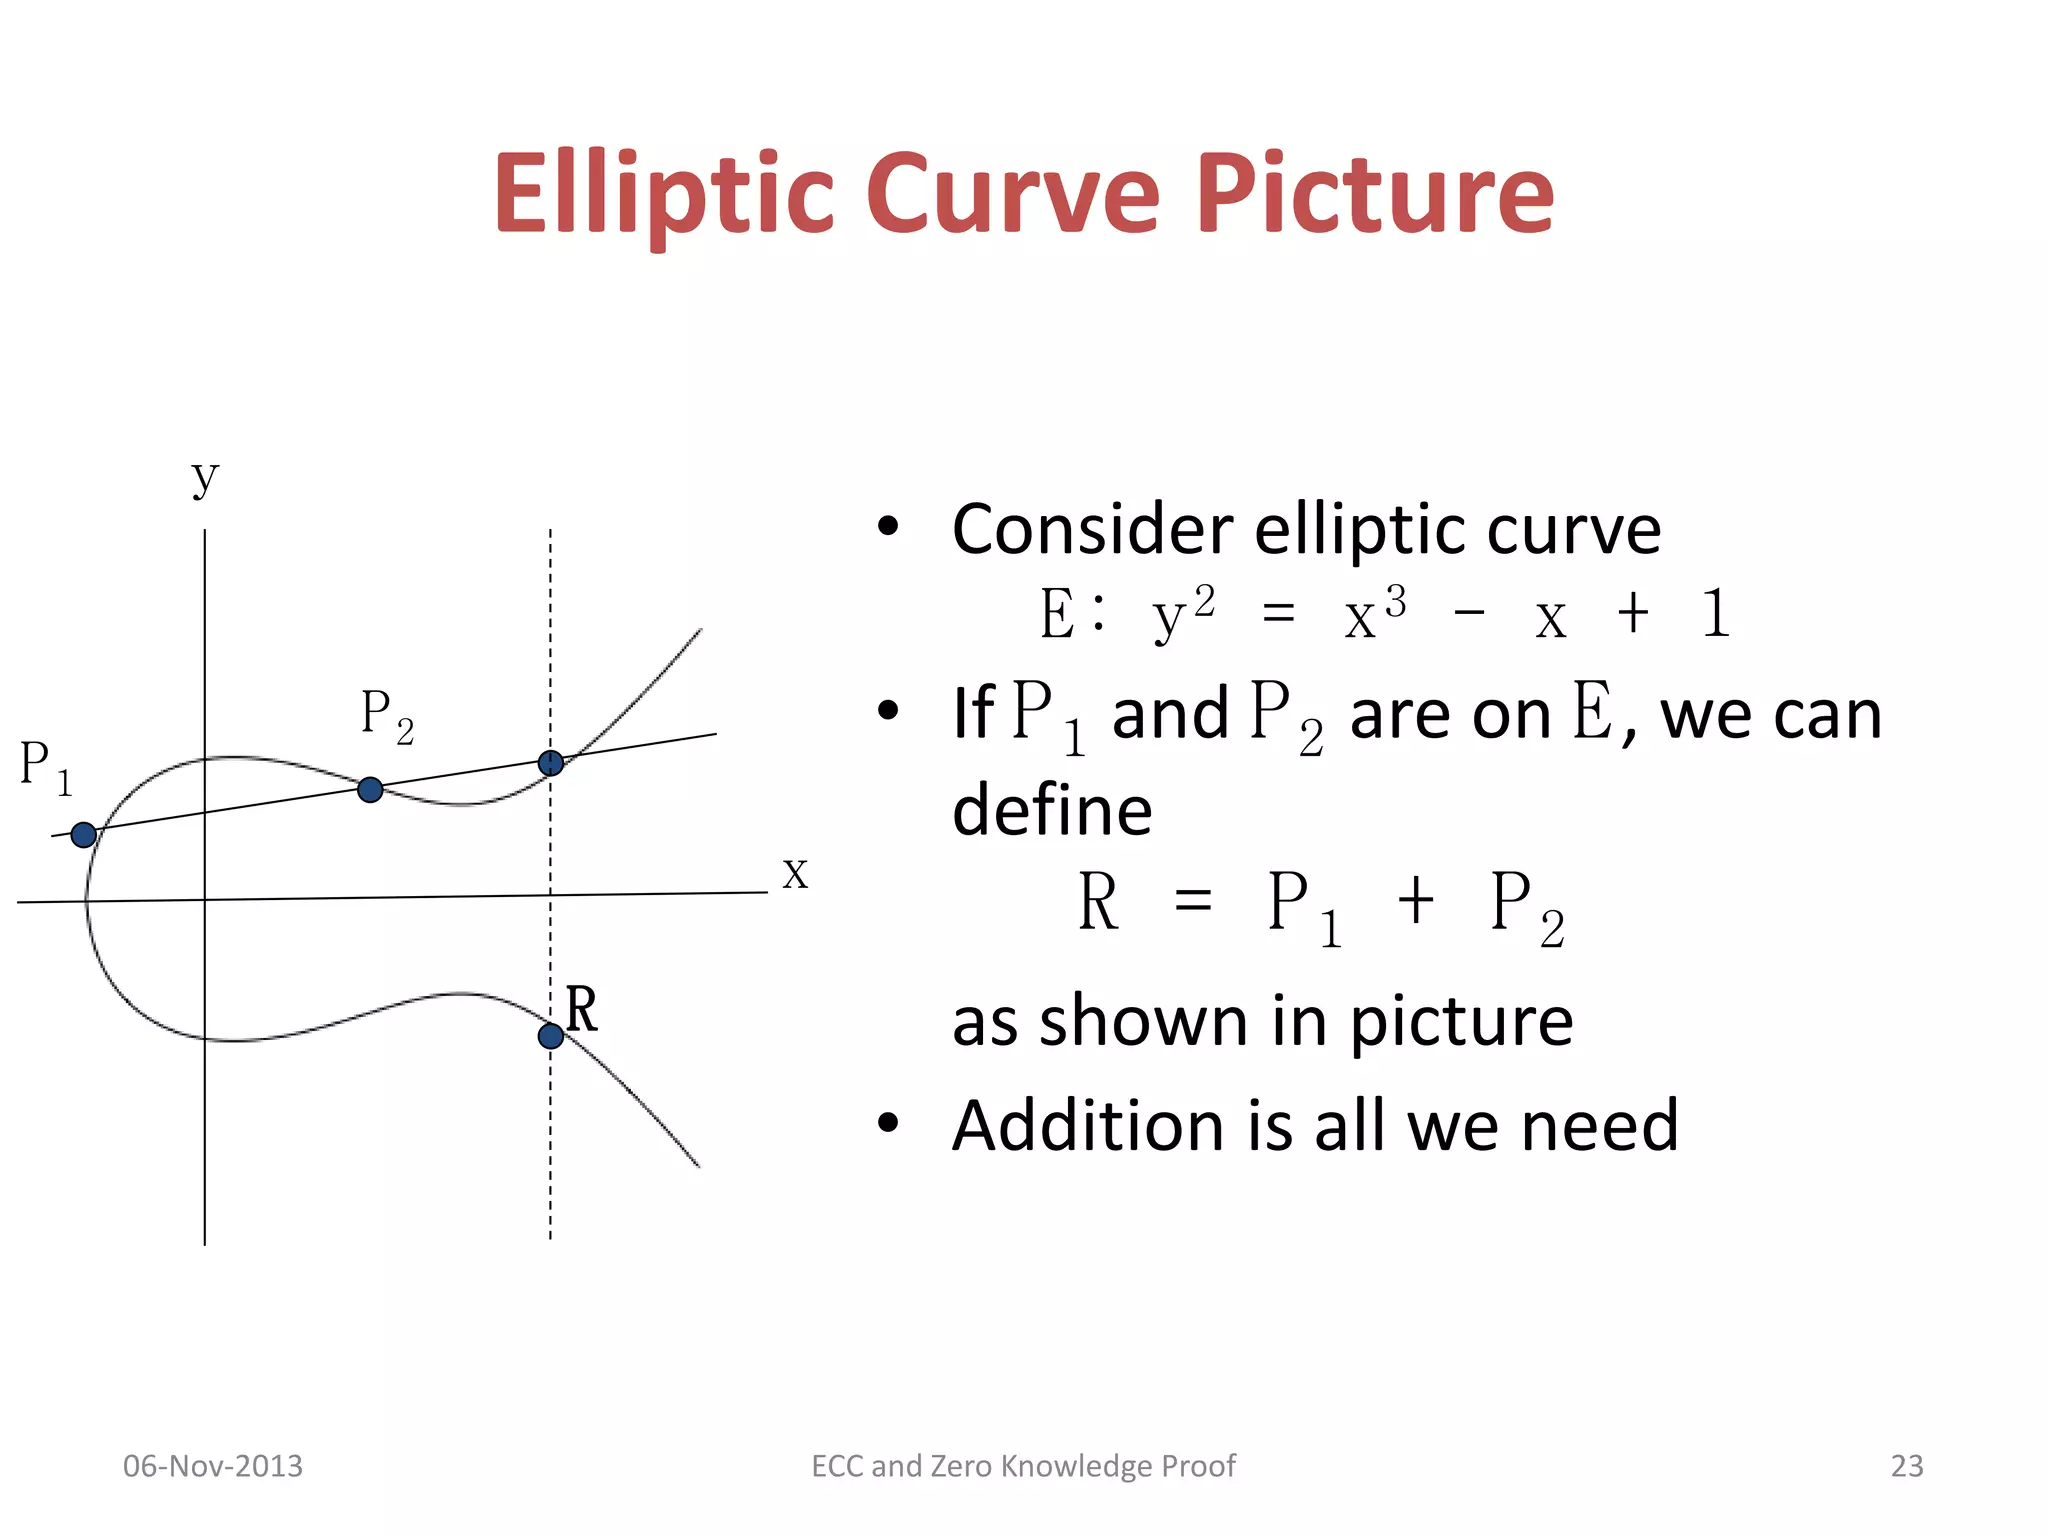 Elliptic Curve Picture
y
P₁
P₂
x
R
• Consider elliptic curve
E: y² = x³ - x + 1
• If P₁ and P₂ are on E, we can
define
R = P₁ + P₂
as shown in picture
• Addition is all we need
06-Nov-2013
ECC and Zero Knowledge Proof
23